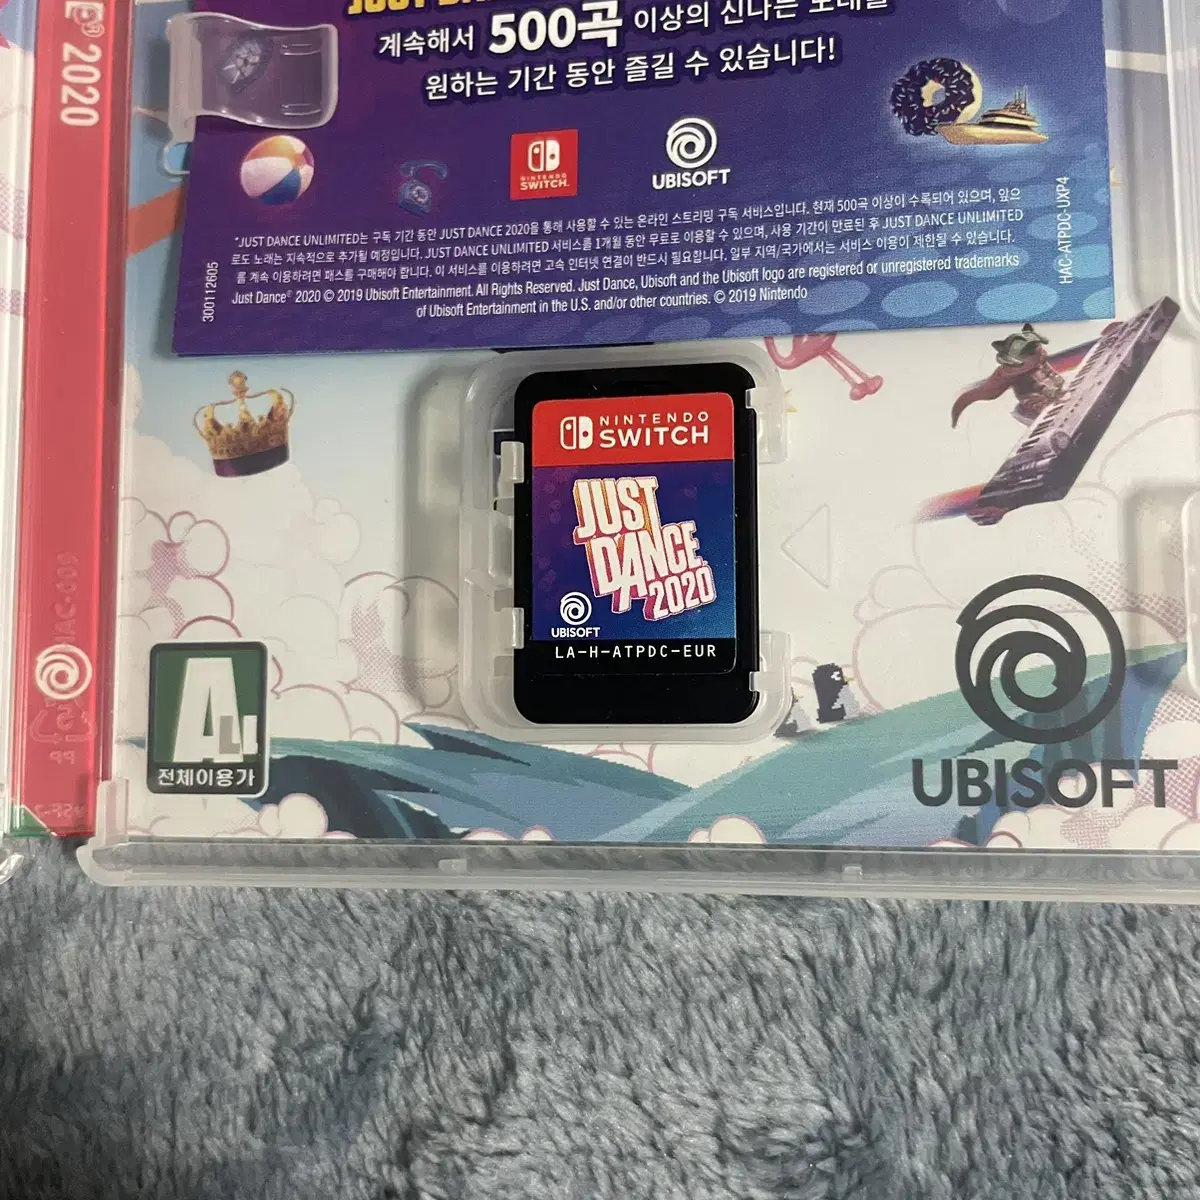 2020
계속해서 500곡 이상의 신나는
원하는 기간 동안 즐길 수 있습니다!
NINTENDO
SWITCH.
UBISOFT
*JUST DANCE UNLIMITED는 구독 기간 동안 JUST DANCE 2020을 통해 사용할 수 있는 온라인 스트리밍 구독 서비스입니다. 현재 500곡 이상이 수록되어 있으며, 앞으
로도 노래는 지속적으로 추가될 예정입니다. JUST DANCE UNLIMITED 서비스를 1개월 동안 무료로 이용할 수 있으며, 사용 기간이 만료된 후 JUST DANCE UNLIMITED
를 계속 이용하려면 패스를 구매해야 합니다. 이 서비스를 이용하려면 고속 인터넷 연결이 반드시 필요합니다. 일부 지역/국가에서는 서비스 이용이 제한될 수 있습니다.
Just Dance® 2020 © 2019 Ubisoft Entertainment. All Rights Reserved. Just Dance, Ubisoft and the Ubisoft logo are registered or unregistered trademarks
of Ubisoft Entertainment in the U.S. and/or other countries. © 2019 Nintendo
300112605
HAC-ATPDC-UXP4
NINTENDO
SWITCH
JUST
DANCE
2020
UBISOFT
LA-H-ATPDC-EUR
ALL
전체이용가
UBISOFT